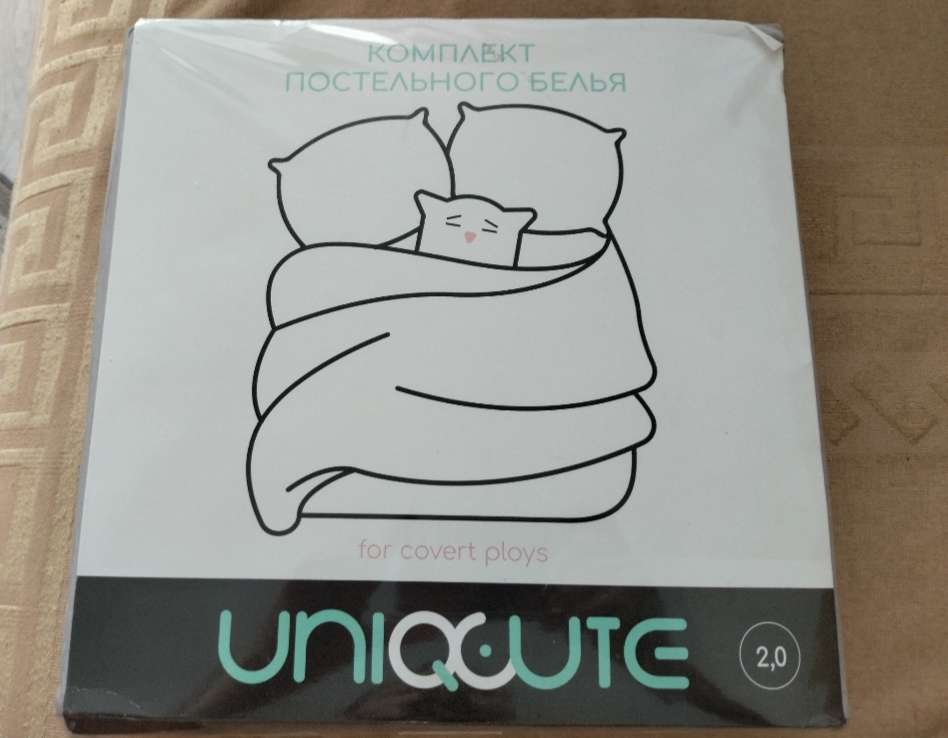 КОМПЛЕКТ
ПОСТЕЛЬНОГО БЕЛЬЯ
for covert ploys
UNIQCUTE
2,0